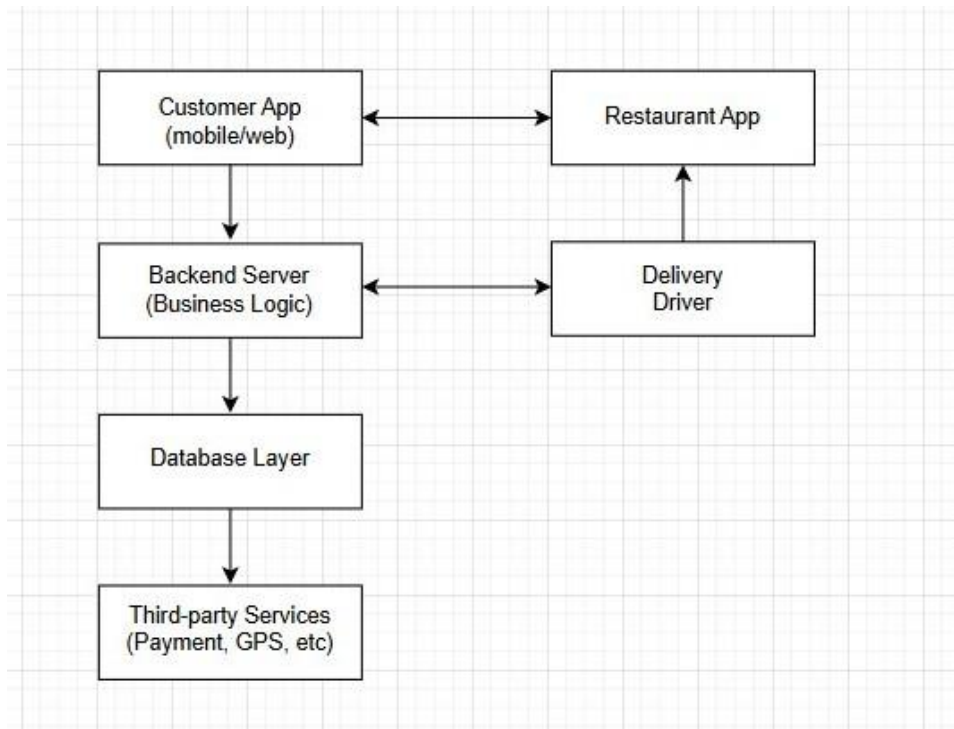 Customer App
(mobile/web)
Restaurant App
Backend Server
(Business Logic)
Delivery
Driver
Database Layer
Third-party Services
(Payment, GPS, etc)